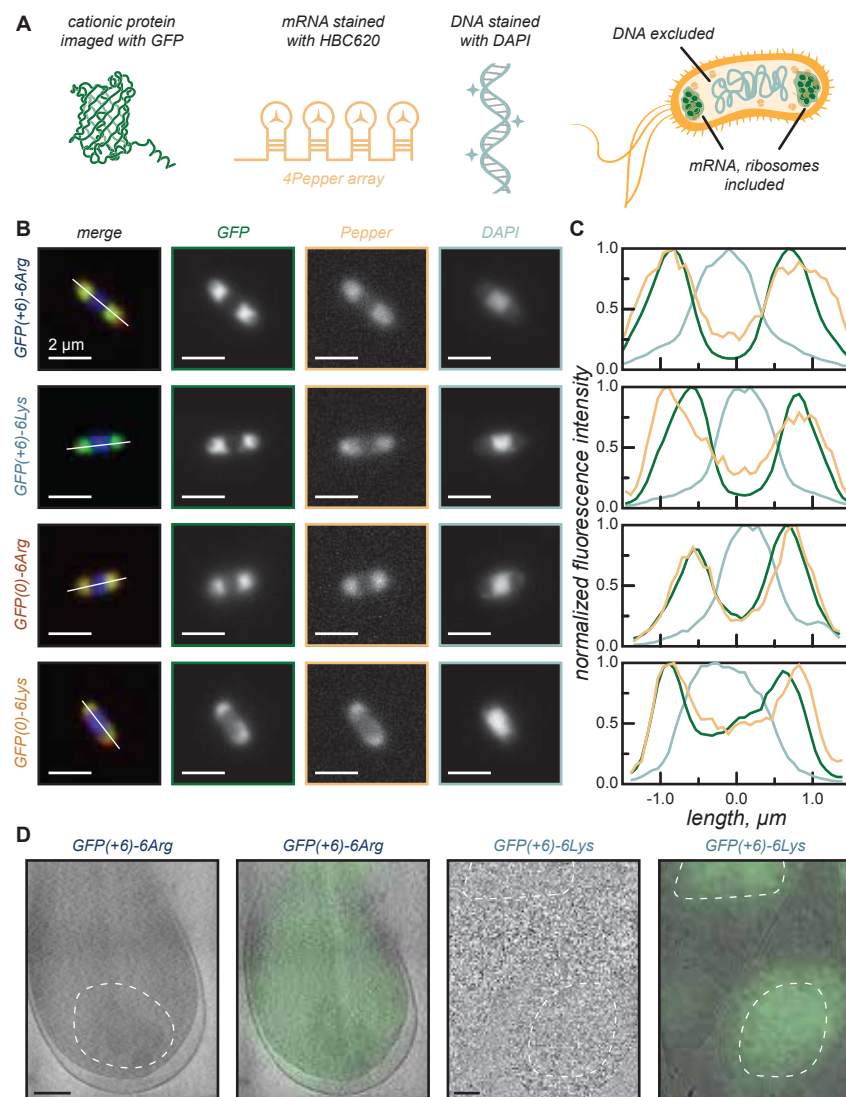 A
cationic protein
imaged with GFP
mRNA stained
with HBC620
4Pepper array
DNA stained
with DAPI
DNA excluded
mRNA, ribosomes
included
B
merge
GFP
Pepper
DAPI
GFP(+6)-6Arg
2 µm
GFP(+6)-6Lys
GFP(0)-6Arg
GFP(0)-6Lys
C
normalized fluorescence intensity
1.0
0.5
0.0
1.0
0.5
0.0
1.0
0.5
0.0
1.0
0.5
0.0
-1.0
0.0
1.0
length, µm
D
GFP(+6)-6Arg
GFP(+6)-6Arg
GFP(+6)-6Lys
GFP(+6)-6Lys